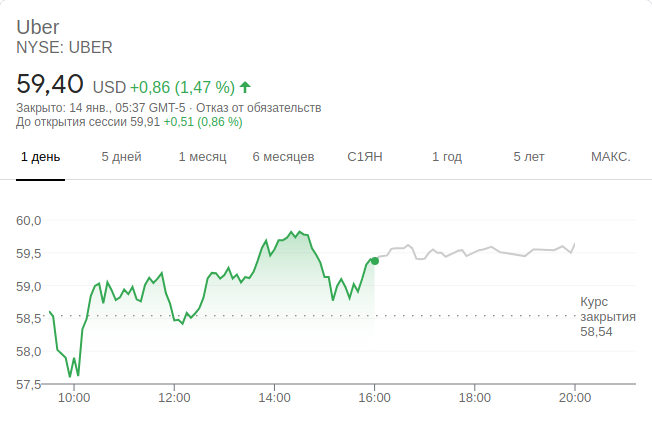 Uber
NYSE: UBER
59,40 USD +0,86 (1,47 %)
Закрыто: 14 янв., 05:37 GMT-5 · Отказ от обязательств
До открытия сессии 59,91 +0,51 (0,86 %)
1 день 5 дней 1 месяц 6 месяцев С1ЯН 1 год 5 лет МАКС.
60,0
59,5
59,0
58,5
58,0
57,5
Курс
закрытия
58,54
10:00 12:00 14:00 16:00 18:00 20:00